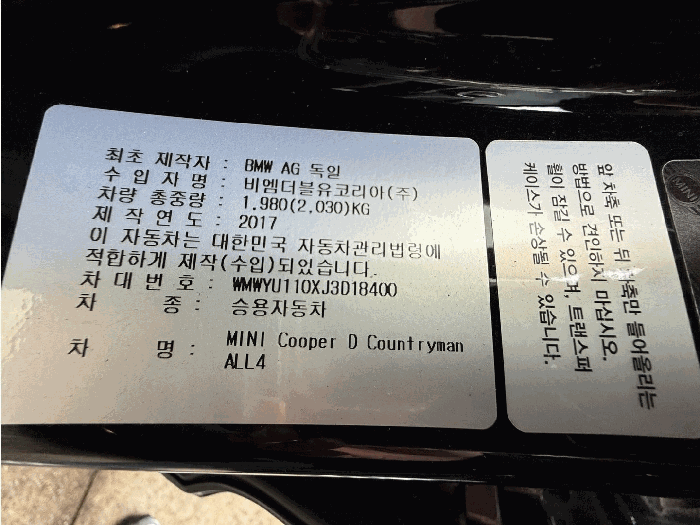 최초 제작자 : BMW AG 독일
수 입 자 명 : 비엠더블유코리아(주)
차량 총중량 : 1.980(2,030)KG
제 작 연 도 : 2017
이 자동차는 대한민국 자동차관리법령에
적합하게 제작(수입)되었습니다.
차 대 번 호 : WMWYU110XJ3D18400
차 종 : 승용자동차
차 명 : MINI Cooper D Countryman
ALL4
앞 차축 또는 뒤 차축만 들어올리는
방법으로 견인하지 마십시오.
휠이 잠길 수 있으며, 트랜스퍼
케이스가 손상될 수 있습니다.
MINI